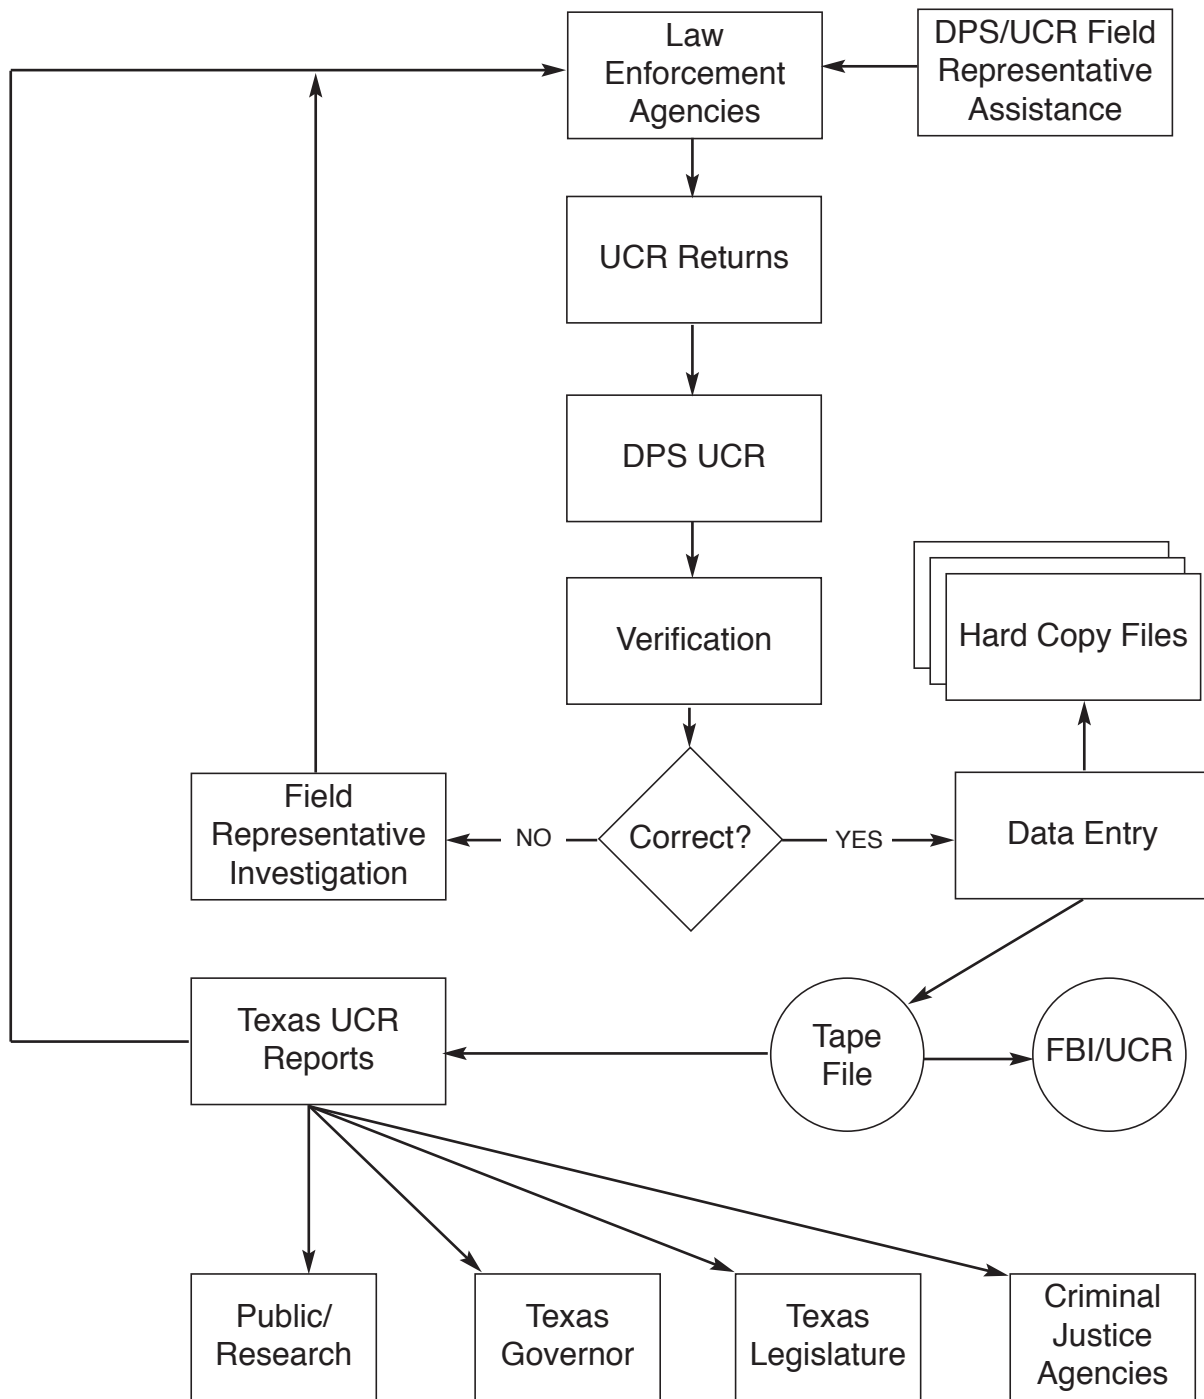 Law
Enforcement
Agencies
DPS/UCR Field
Representative
Assistance
UCR Returns
DPS UCR
Verification
Hard Copy Files
Field
Representative
Investigation
NO
Correct?
YES
Data Entry
Texas UCR
Reports
Tape
File
FBI/UCR
Public/
Research
Texas
Governor
Texas
Legislature
Criminal
Justice
Agencies